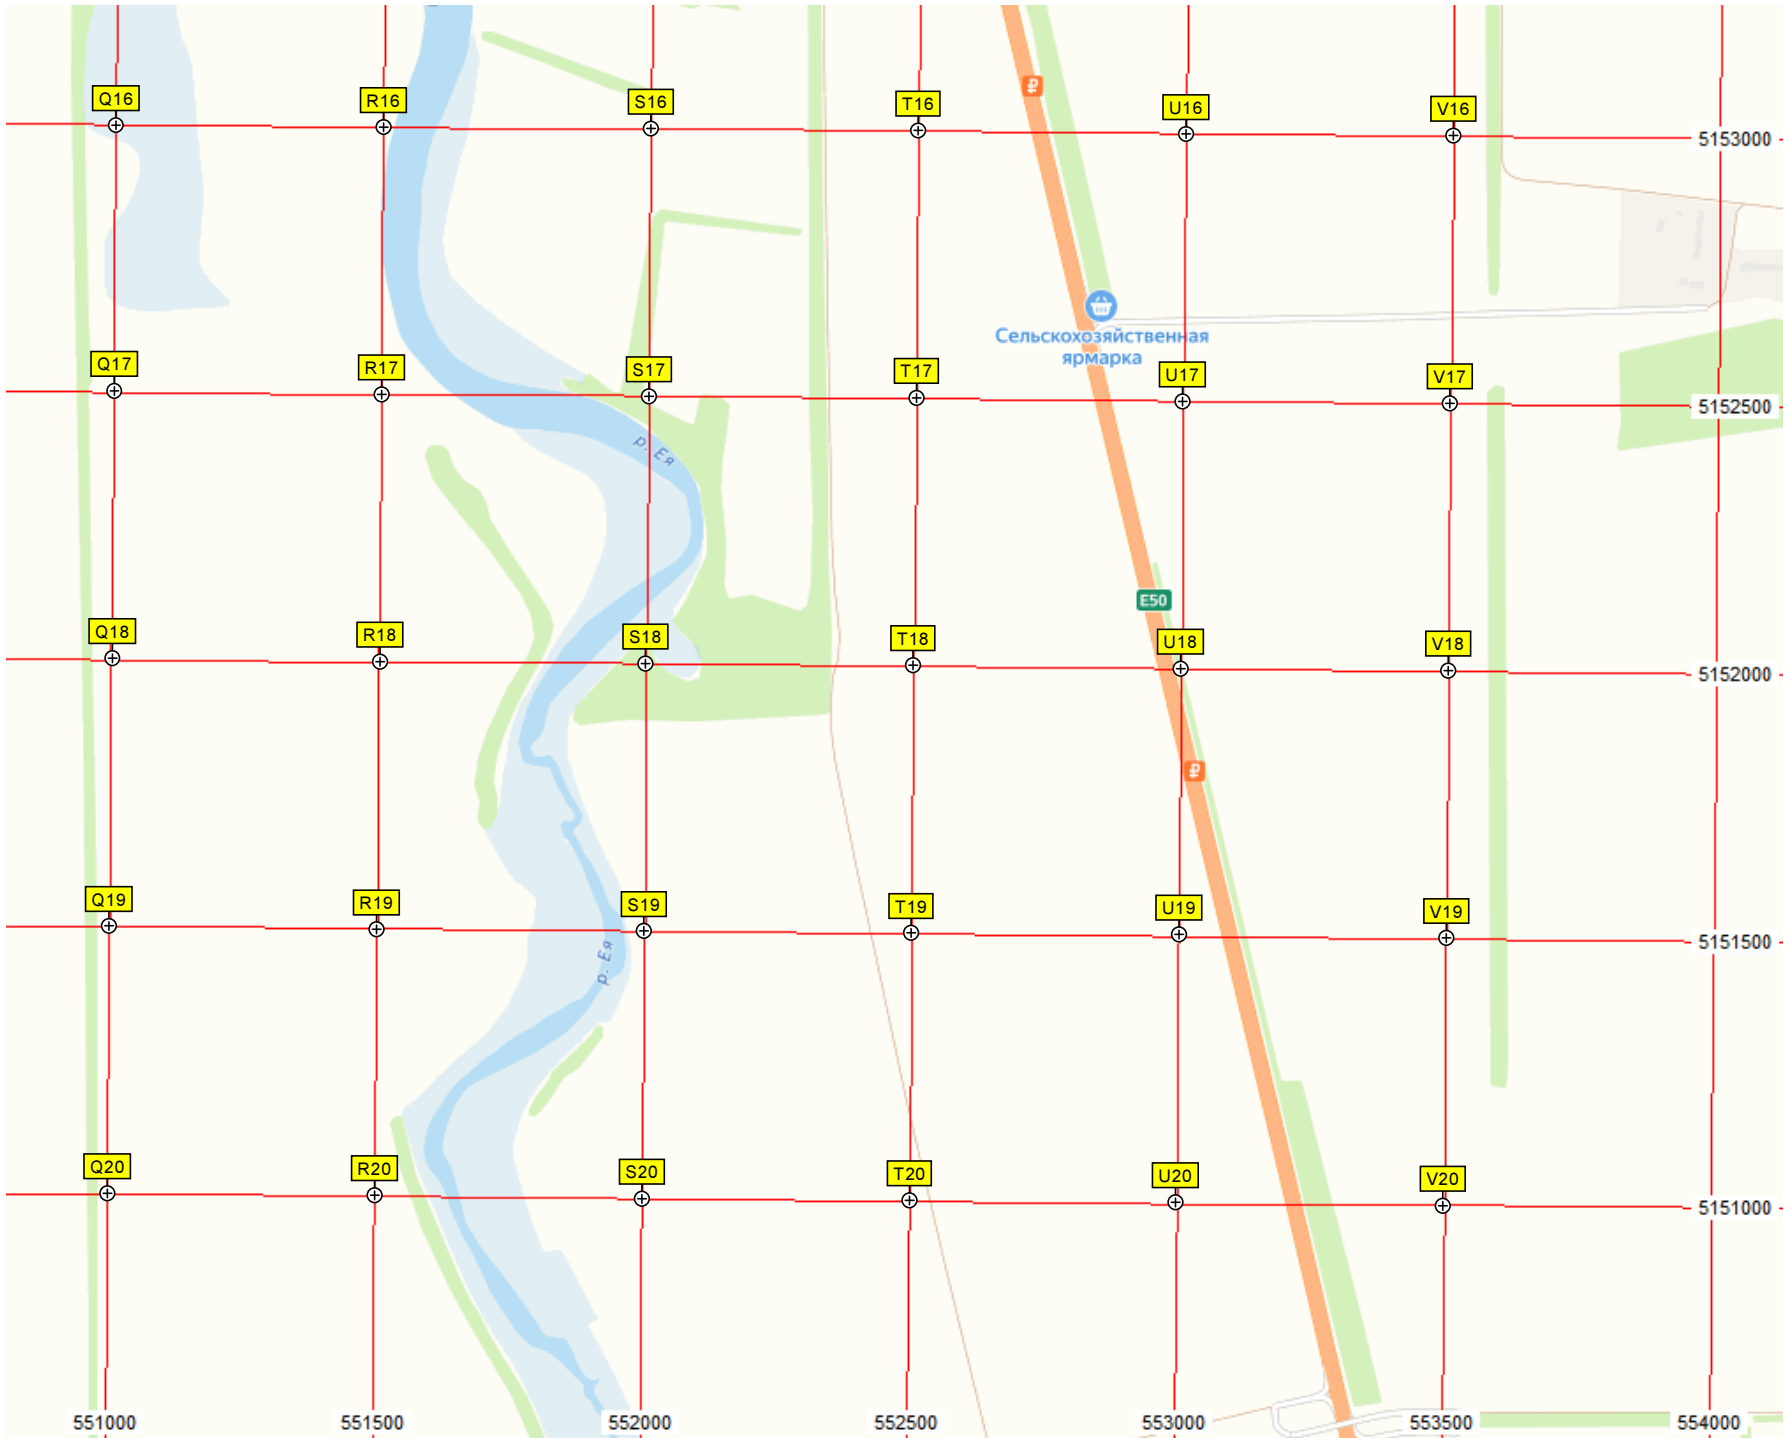 Q16
R16
S16
T16
U16
V16
5153000
₽
Сельскохозяйственная
ярмарка
Q17
R17
S17
T17
U17
V17
5152500
р. Ея
E50
Q18
R18
S18
T18
U18
V18
5152000
₽
Q19
R19
S19
T19
U19
V19
5151500
р. Ея
Q20
R20
S20
T20
U20
V20
5151000
551000
551500
552000
552500
553000
553500
554000